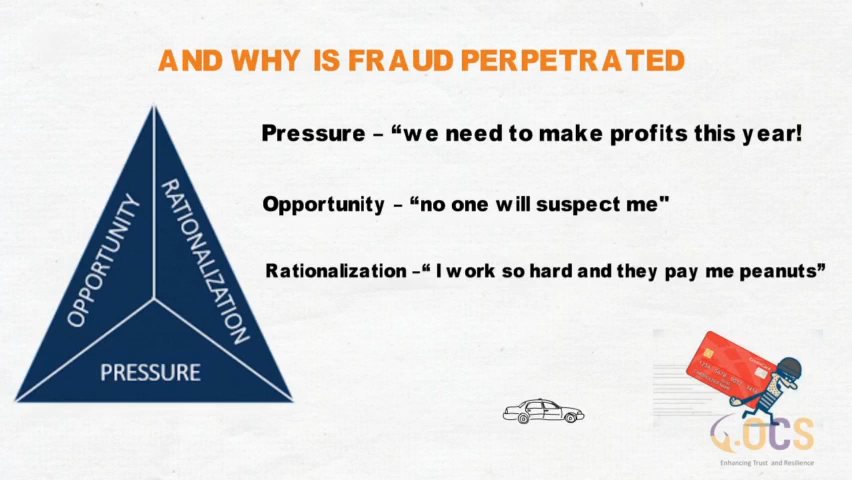 AND WHY IS FRAUD PERPETRATED
Pressure – “we need to make profits this year!
Opportunity – “no one will suspect me"
Rationalization –“ I work so hard and they pay me peanuts”
OPPORTUNITY
RATIONALIZATION
PRESSURE
OCS
Enhancing Trust and Resilience